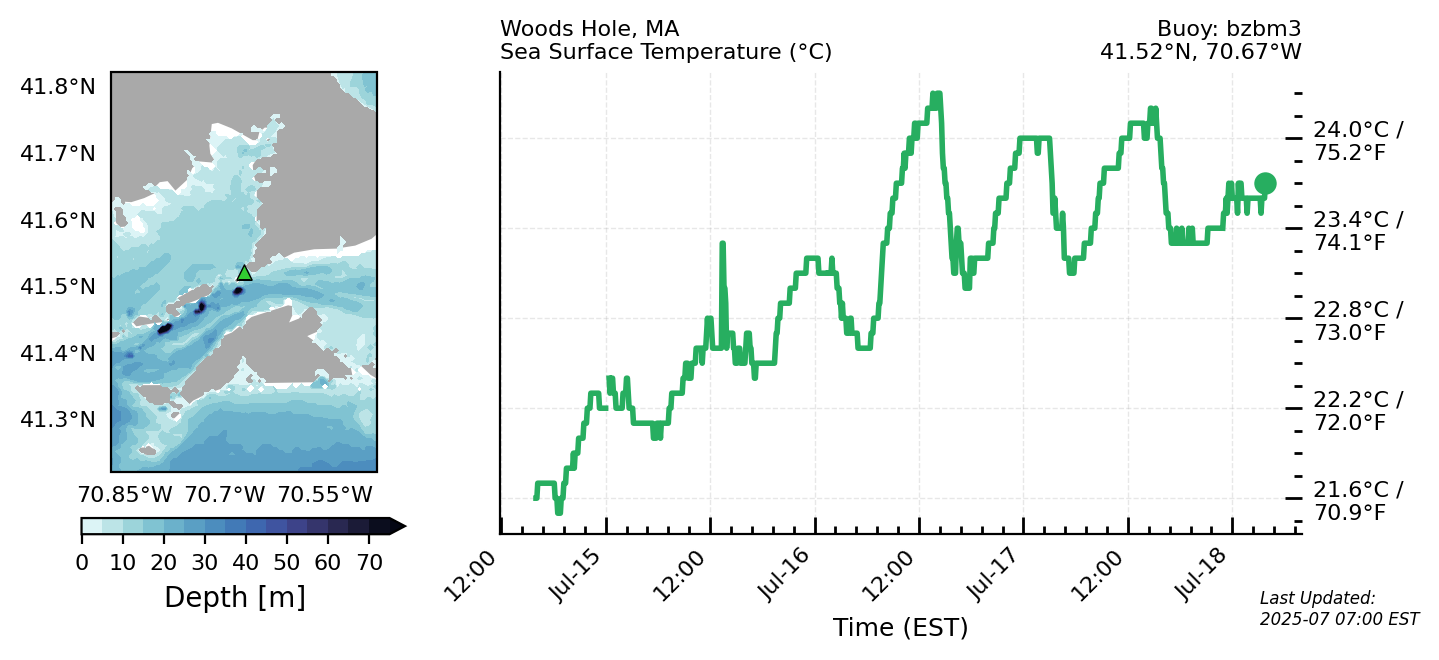 Woods Hole, MA
Sea Surface Temperature (°C)
Buoy: bzbm3
41.52°N, 70.67°W
41.8°N
41.7°N
41.6°N
41.5°N
41.4°N
41.3°N
70.85°W 70.7°W 70.55°W
0 10 20 30 40 50 60 70
Depth [m]
24.0°C /
75.2°F
23.4°C /
74.1°F
22.8°C /
73.0°F
22.2°C /
72.0°F
21.6°C /
70.9°F
12:00 Jul-15 12:00 Jul-16 12:00 Jul-17 12:00 Jul-18
Time (EST)
Last Updated:
2025-07 07:00 EST